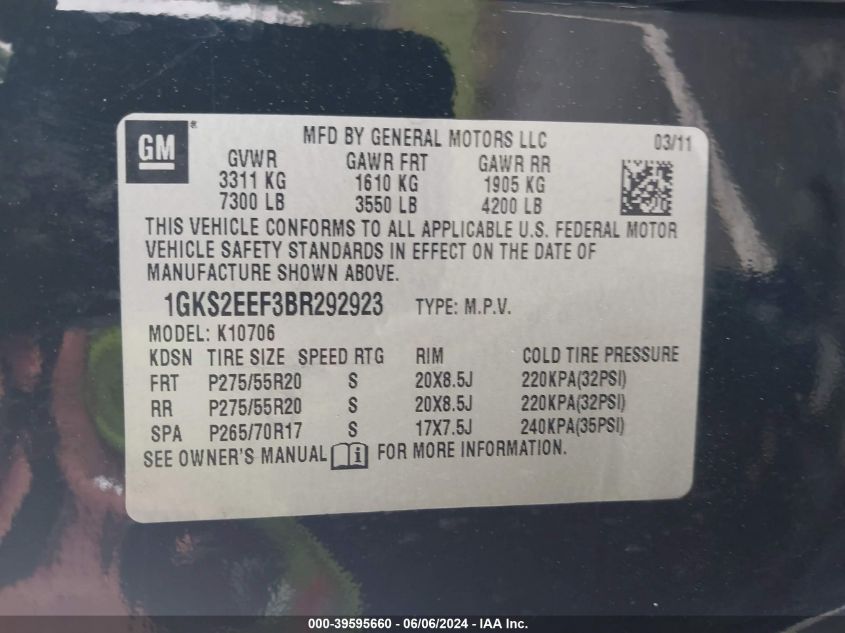 GM ®
MFD BY GENERAL MOTORS LLC 03/11
GVWR GAWR FRT GAWR RR
3311 KG 1610 KG 1905 KG
7300 LB 3550 LB 4200 LB
THIS VEHICLE CONFORMS TO ALL APPLICABLE U.S. FEDERAL MOTOR
VEHICLE SAFETY STANDARDS IN EFFECT ON THE DATE OF
MANUFACTURE SHOWN ABOVE.
1GKS2EEF3BR292923 TYPE: M.P.V.
MODEL: K10706
KDSN TIRE SIZE SPEED RTG RIM COLD TIRE PRESSURE
FRT P275/55R20 S 20X8.5J 220KPA(32PSI)
RR P275/55R20 S 20X8.5J 220KPA(32PSI)
SPA P265/70R17 S 17X7.5J 240KPA(35PSI)
SEE OWNER'S MANUAL i FOR MORE INFORMATION.
000-39595660 - 06/06/2024 - IAA Inc.